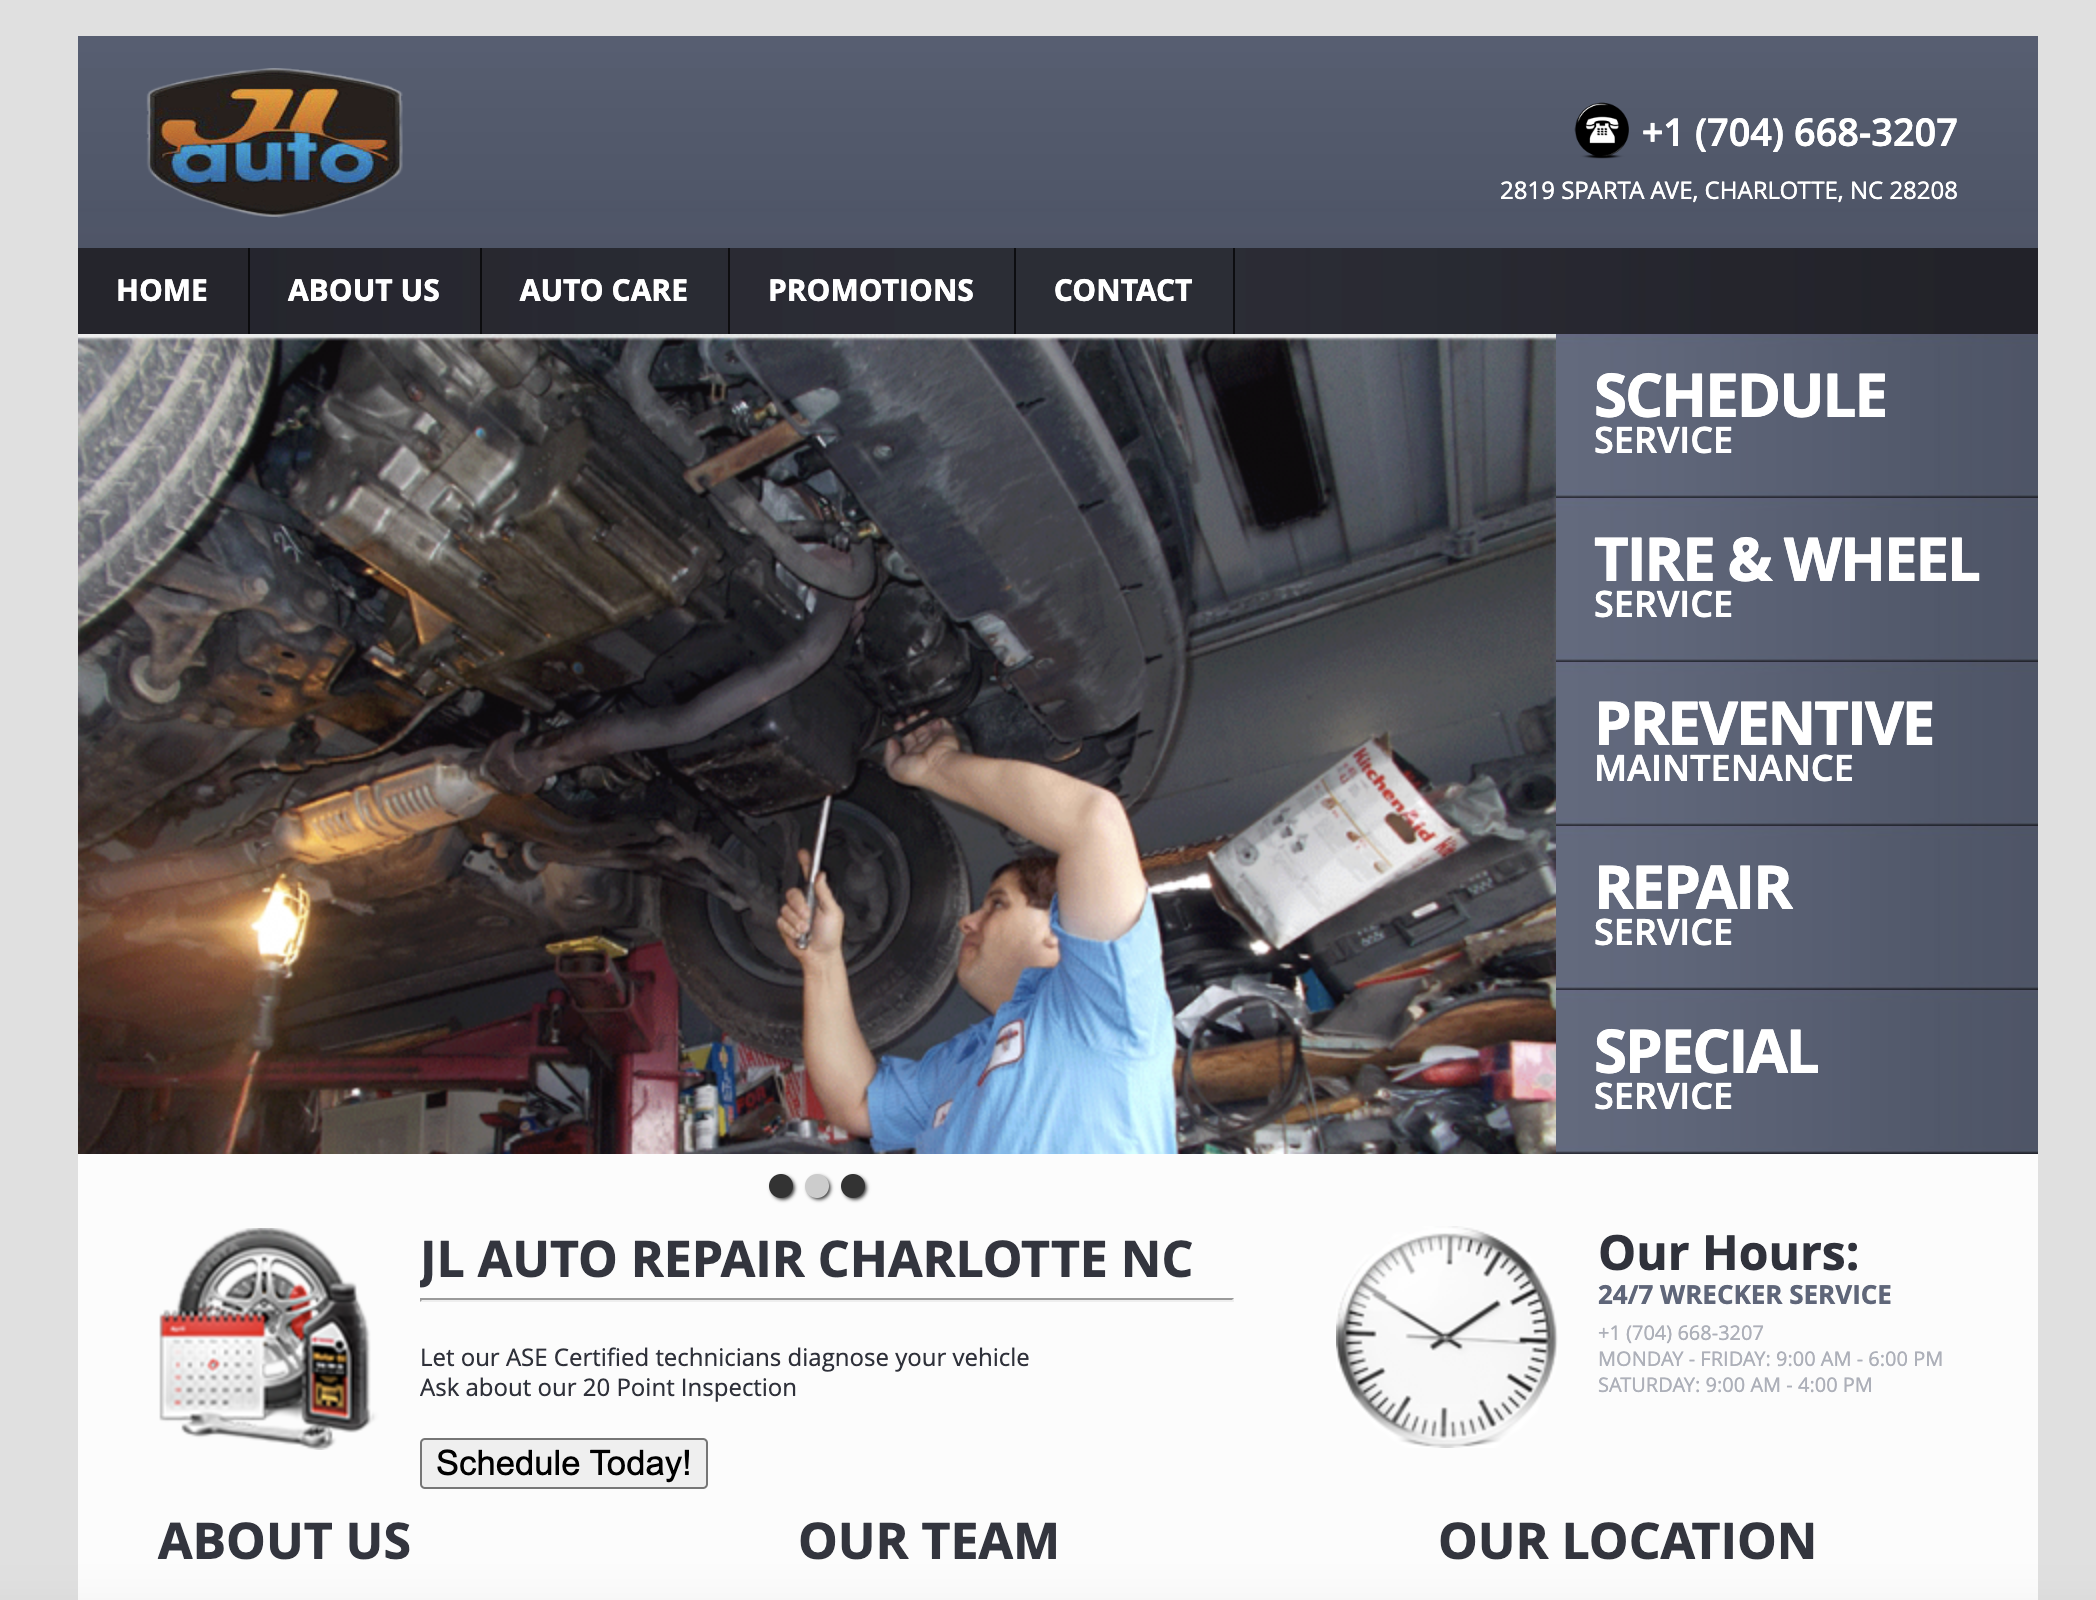 JL
auto
+1 (704) 668-3207
2819 SPARTA AVE, CHARLOTTE, NC 28208
HOME
ABOUT US
AUTO CARE
PROMOTIONS
CONTACT
KitchenAid
SCHEDULE
SERVICE
TIRE & WHEEL
SERVICE
PREVENTIVE
MAINTENANCE
REPAIR
SERVICE
SPECIAL
SERVICE
JL AUTO REPAIR CHARLOTTE NC
Let our ASE Certified technicians diagnose your vehicle
Ask about our 20 Point Inspection
Schedule Today!
Our Hours:
24/7 WRECKER SERVICE
+1 (704) 668-3207
MONDAY - FRIDAY: 9:00 AM - 6:00 PM
SATURDAY: 9:00 AM - 4:00 PM
ABOUT US
OUR TEAM
OUR LOCATION